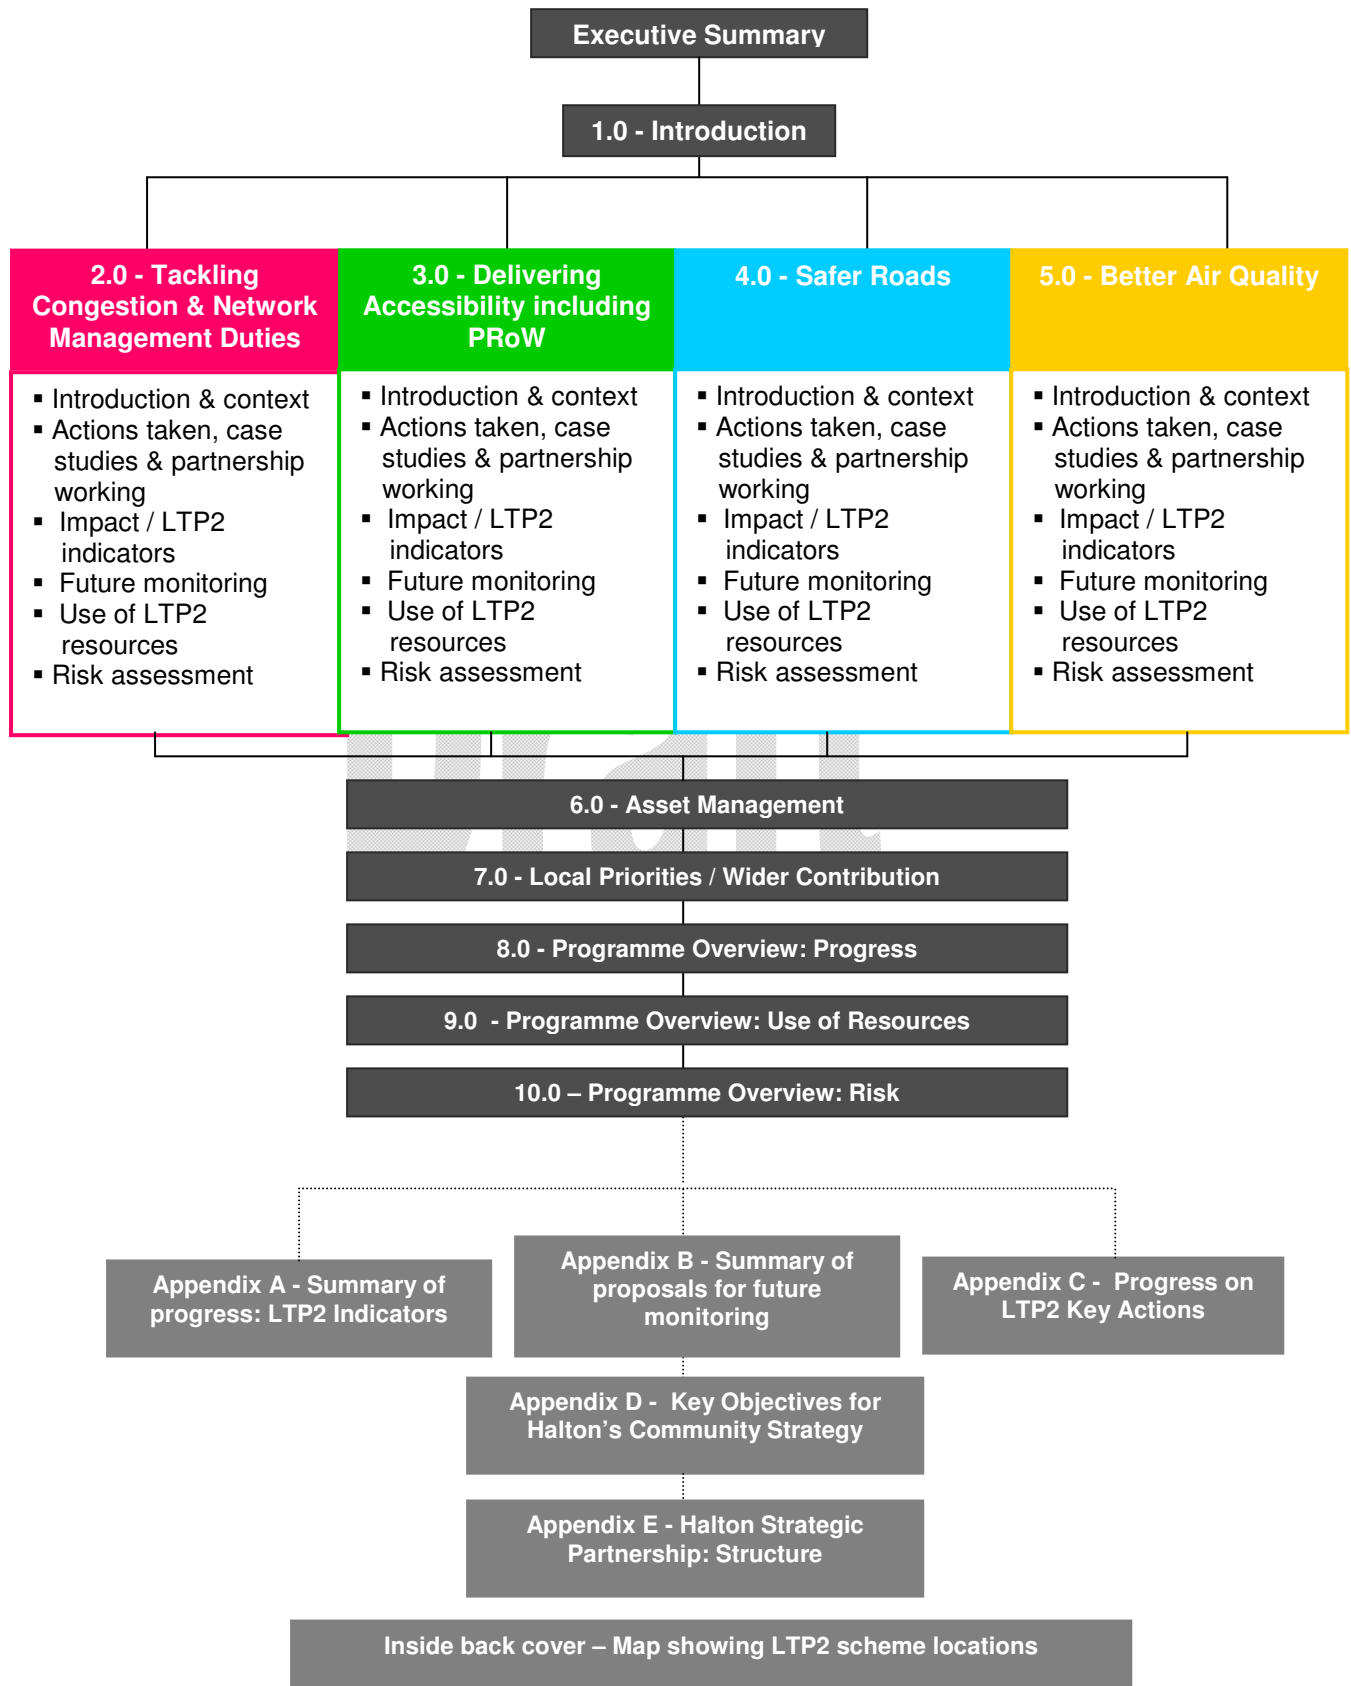 Executive Summary
1.0 - Introduction
2.0 - Tackling
Congestion & Network
Management Duties
▪ Introduction & context
▪ Actions taken, case
studies & partnership
working
▪ Impact / LTP2
indicators
▪ Future monitoring
▪ Use of LTP2
resources
▪ Risk assessment
3.0 - Delivering
Accessibility including
PRoW
▪ Introduction & context
▪ Actions taken, case
studies & partnership
working
▪ Impact / LTP2
indicators
▪ Future monitoring
▪ Use of LTP2
resources
▪ Risk assessment
4.0 - Safer Roads
▪ Introduction & context
▪ Actions taken, case
studies & partnership
working
▪ Impact / LTP2
indicators
▪ Future monitoring
▪ Use of LTP2
resources
▪ Risk assessment
5.0 - Better Air Quality
▪ Introduction & context
▪ Actions taken, case
studies & partnership
working
▪ Impact / LTP2
indicators
▪ Future monitoring
▪ Use of LTP2
resources
▪ Risk assessment
Draft
6.0 - Asset Management
7.0 - Local Priorities / Wider Contribution
8.0 - Programme Overview: Progress
9.0 - Programme Overview: Use of Resources
10.0 – Programme Overview: Risk
Appendix A - Summary of
progress: LTP2 Indicators
Appendix B - Summary of
proposals for future
monitoring
Appendix C - Progress on
LTP2 Key Actions
Appendix D - Key Objectives for
Halton’s Community Strategy
Appendix E - Halton Strategic
Partnership: Structure
Inside back cover – Map showing LTP2 scheme locations